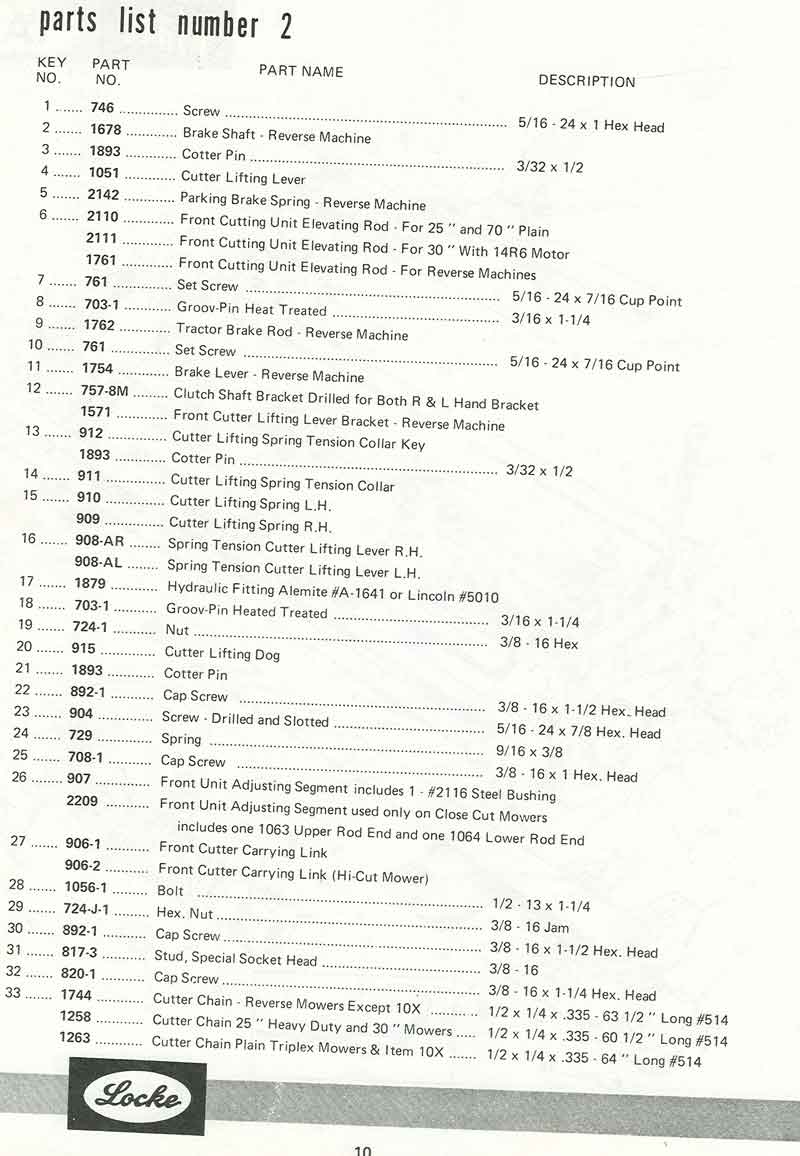 parts list number 2
KEY NO. PART NO. PART NAME DESCRIPTION
1 ....... 746 .............. Screw ........ 5/16 - 24 x 1 Hex Head
2 ....... 1678 ............ Brake Shaft - Reverse Machine
3 ....... 1893 ............ Cotter Pin ........ 3/32 x 1/2
4 ....... 1051 ............ Cutter Lifting Lever
5 ....... 2142 ............ Parking Brake Spring - Reverse Machine
6 ....... 2110 ............ Front Cutting Unit Elevating Rod - For 25 " and 70 " Plain
2111 ............ Front Cutting Unit Elevating Rod - For 30 " With 14R6 Motor
1761 ............ Front Cutting Unit Elevating Rod - For Reverse Machines
7 ....... 761 .............. Set Screw ........ 5/16 - 24 x 7/16 Cup Point
8 ....... 703-1 ........... Groov-Pin Heat Treated ........ 3/16 x 1-1/4
9 ....... 1762 ............ Tractor Brake Rod - Reverse Machine
10 ....... 761 .............. Set Screw ........ 5/16 - 24 x 7/16 Cup Point
11 ....... 1754 ............ Brake Lever - Reverse Machine
12 ....... 757-8M ........ Clutch Shaft Bracket Drilled for Both R & L Hand Bracket
1571 ............ Front Cutter Lifting Lever Bracket - Reverse Machine
13 ....... 912 .............. Cutter Lifting Spring Tension Collar Key
1893 ............ Cotter Pin ........ 3/32 x 1/2
14 ....... 911 .............. Cutter Lifting Spring Tension Collar
15 ....... 910 .............. Cutter Lifting Spring L.H.
909 .............. Cutter Lifting Spring R.H.
16 ....... 908-AR ........ Spring Tension Cutter Lifting Lever R.H.
908-AL ........ Spring Tension Cutter Lifting Lever L.H.
17 ....... 1879 ............ Hydraulic Fitting Alemite #A-1641 or Lincoln #5010
18 ....... 703-1 ........... Groov-Pin Heated Treated ........ 3/16 x 1-1/4
19 ....... 724-1 ........... Nut ........ 3/8 - 16 Hex
20 ....... 915 .............. Cutter Lifting Dog
21 ....... 1893 ............ Cotter Pin
22 ....... 892-1 ........... Cap Screw ........ 3/8 - 16 x 1-1/2 Hex. Head
23 ....... 904 .............. Screw - Drilled and Slotted ........ 5/16 - 24 x 7/8 Hex. Head
24 ....... 729 .............. Spring ........ 9/16 x 3/8
25 ....... 708-1 ........... Cap Screw ........ 3/8 - 16 x 1 Hex. Head
26 ....... 907 .............. Front Unit Adjusting Segment includes 1 - #2116 Steel Bushing
2209 ............ Front Unit Adjusting Segment used only on Close Cut Mowers
includes one 1063 Upper Rod End and one 1064 Lower Rod End
27 ....... 906-1 ........... Front Cutter Carrying Link
906-2 ........... Front Cutter Carrying Link (Hi-Cut Mower)
28 ....... 1056-1 ......... Bolt ........ 1/2 - 13 x 1-1/4
29 ....... 724-J-1 ........ Hex. Nut ........ 3/8 - 16 Jam
30 ....... 892-1 ........... Cap Screw ........ 3/8 - 16 x 1-1/2 Hex. Head
31 ....... 817-3 ........... Stud, Special Socket Head ........ 3/8 - 16
32 ....... 820-1 ........... Cap Screw ........ 3/8 - 16 x 1-1/4 Hex. Head
33 ....... 1744 ............ Cutter Chain - Reverse Mowers Except 10X ........ 1/2 x 1/4 x .335 - 63 1/2 " Long #514
1258 ............ Cutter Chain 25 " Heavy Duty and 30 " Mowers ..... 1/2 x 1/4 x .335 - 60 1/2 " Long #514
1263 ............ Cutter Chain Plain Triplex Mowers & Item 10X ....... 1/2 x 1/4 x .335 - 64 " Long #514
Locke
10